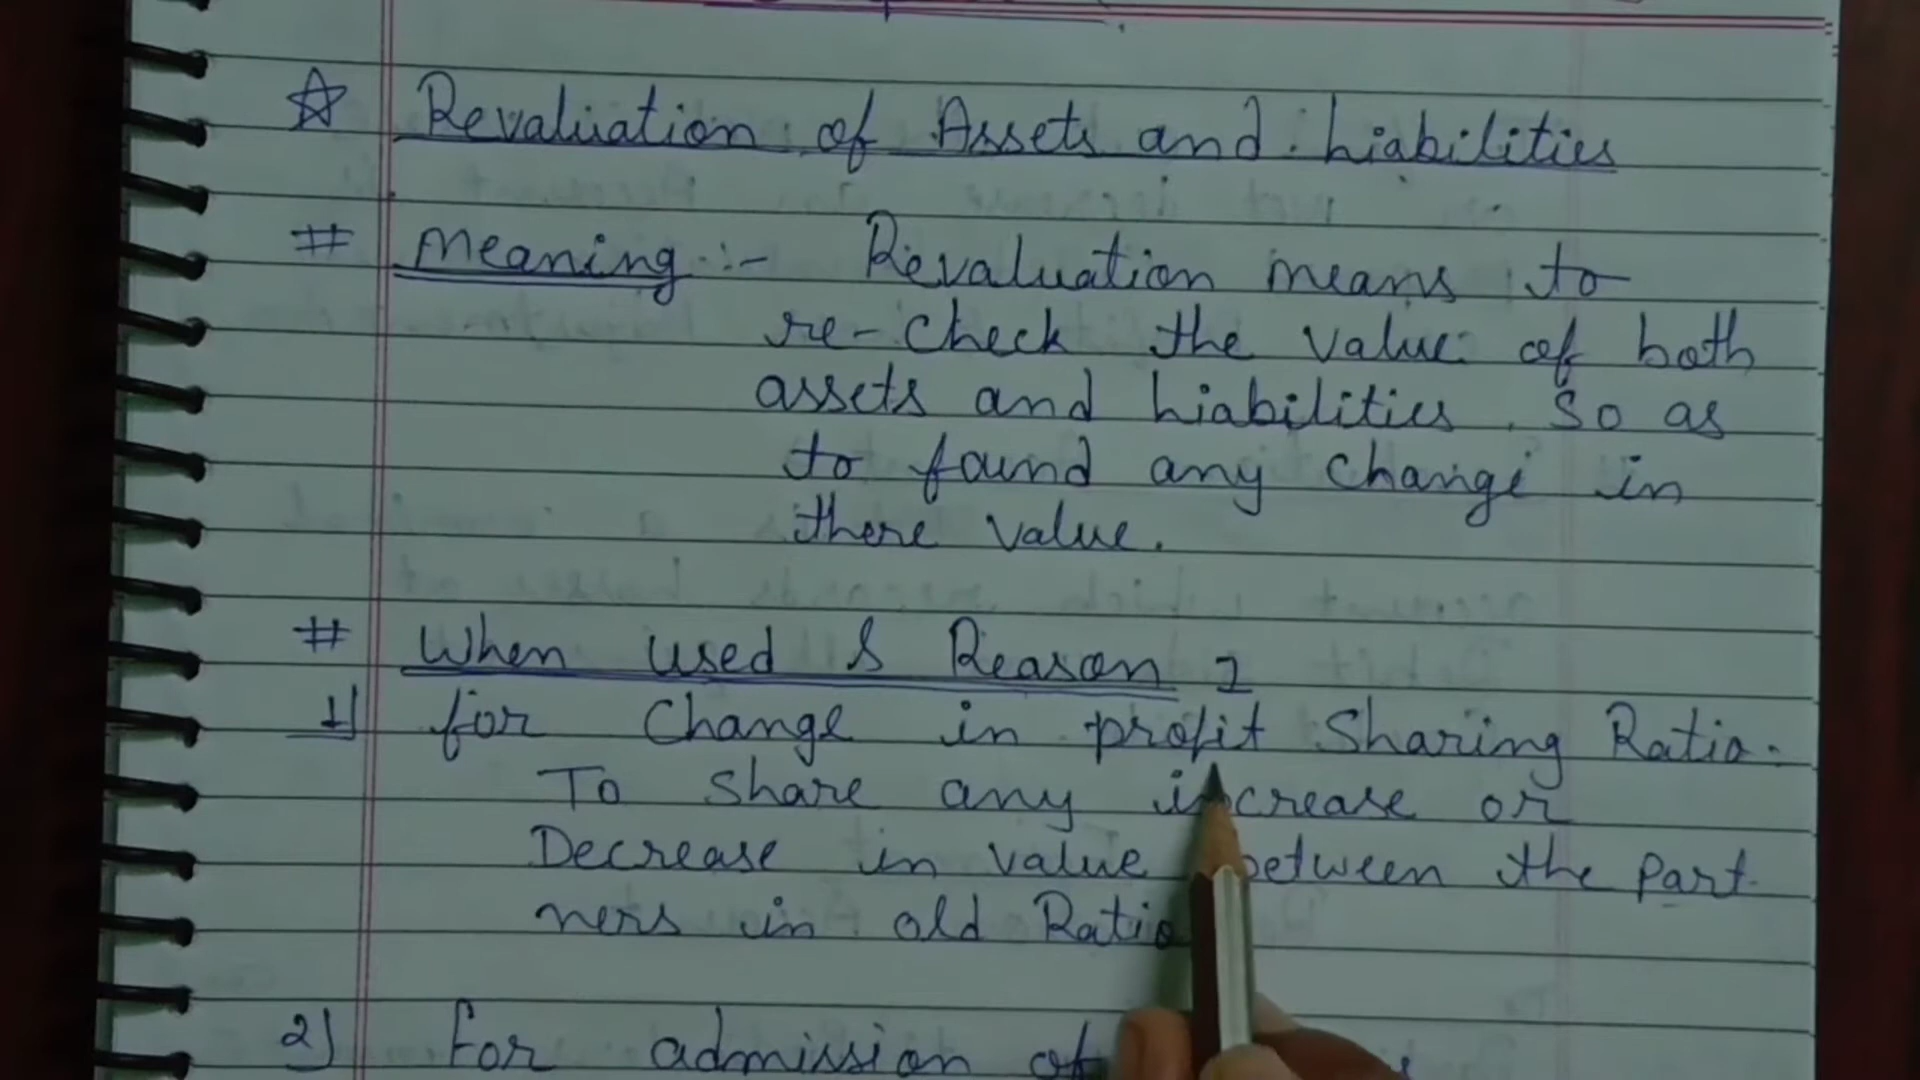 ☆ Revaluation of Assets and Liabilities
# Meaning :- Revaluation means to
re-check the value of both
assets and Liabilities. So as
to found any change in
there value.
# When used & Reason
1) for Change in profit Sharing Ratio.
To share any increase or
Decrease in value between the Part
ners in old Ratio
2) For admission of